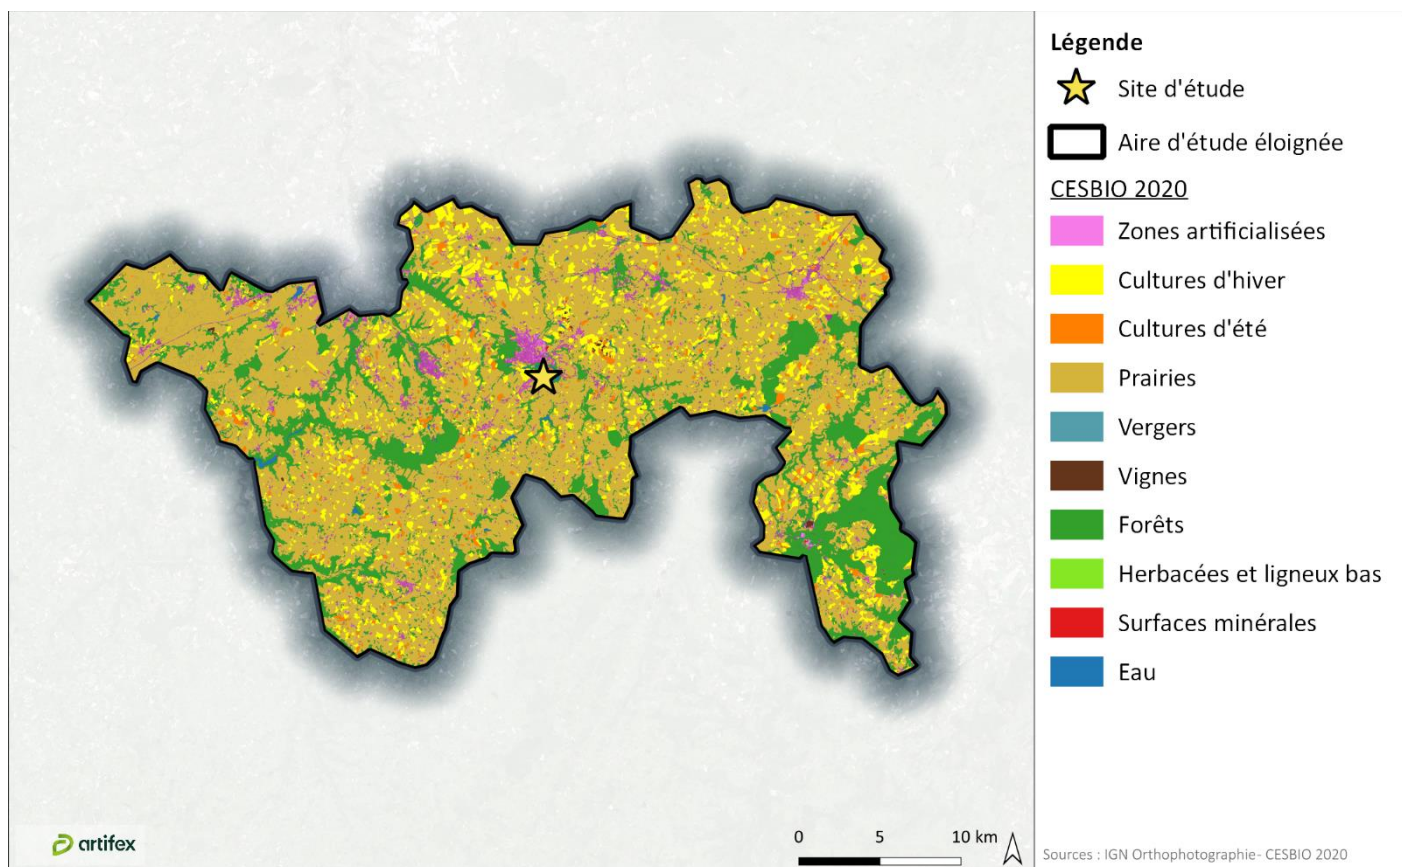 Légende
Site d'étude
Aire d'étude éloignée
CESBIO 2020
Zones artificialisées
Cultures d'hiver
Cultures d'été
Prairies
Vergers
Vignes
Forêts
Herbacées et ligneux bas
Surfaces minérales
Eau
artifex
0 5 10 km
Sources : IGN Orthophotographie- CESBIO 2020